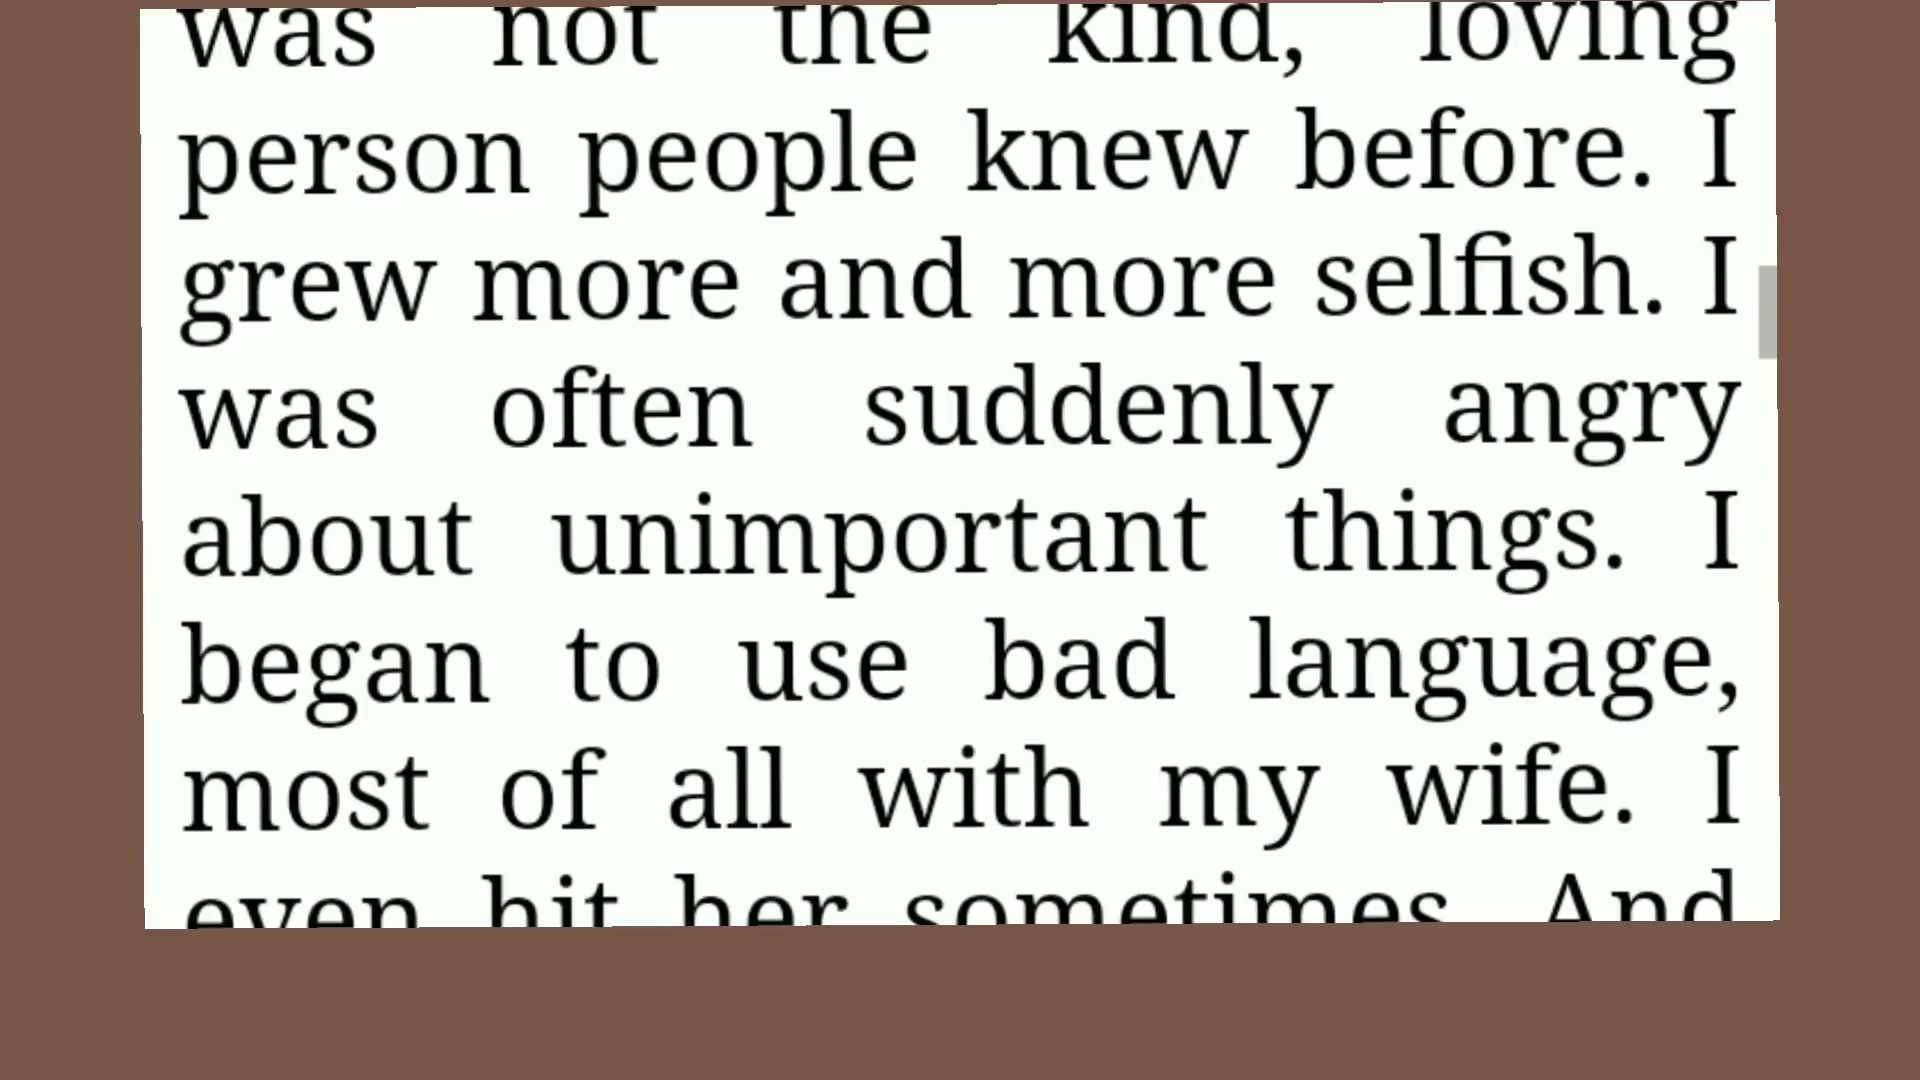 was not the kind, loving
person people knew before. I
grew more and more selfish. I
was often suddenly angry
about unimportant things. I
began to use bad language,
most of all with my wife. I
even hit her sometimes. And